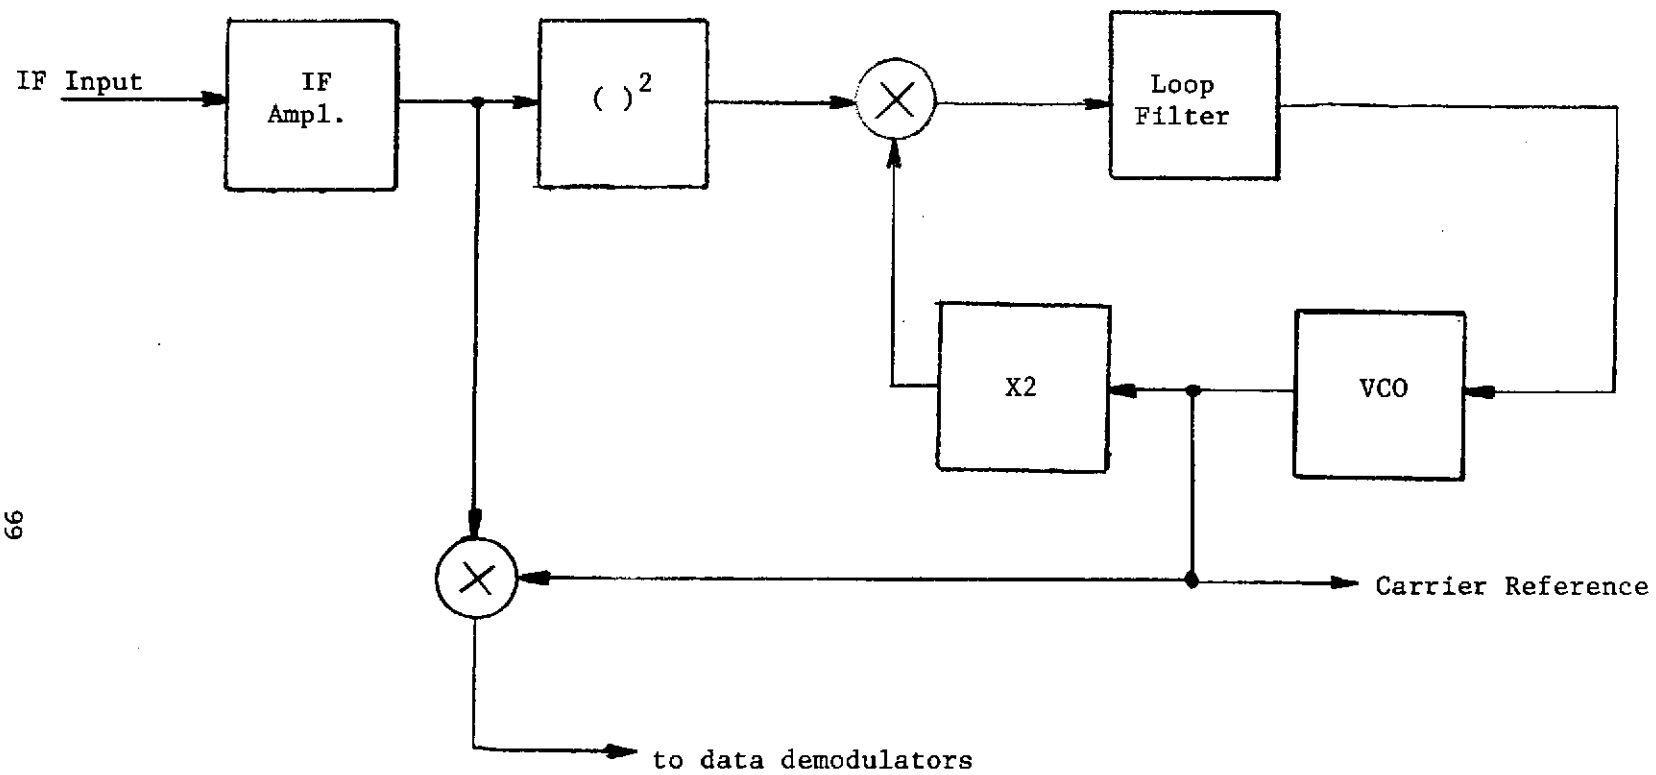 IF Input
IF
Ampl.
( )²
Loop
Filter
X2
VCO
Carrier Reference
to data demodulators
66